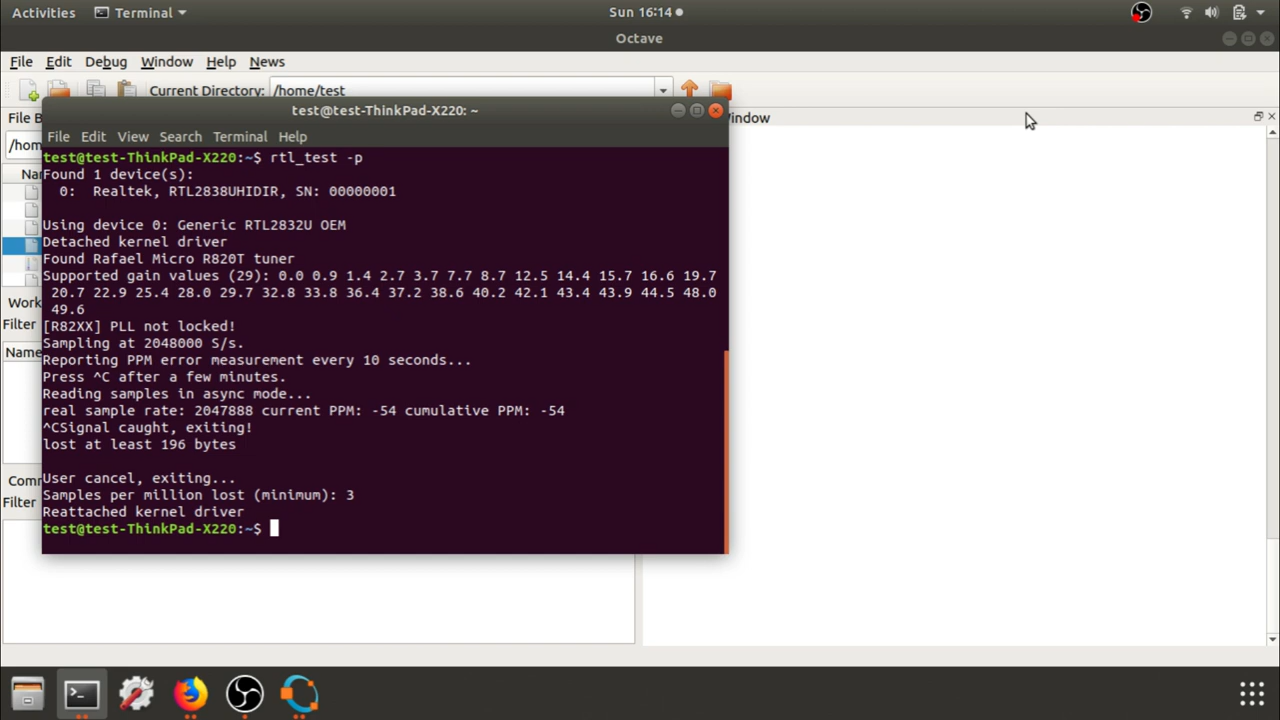 Activities Terminal Sun 16:14
Octave
File Edit Debug Window Help News
Current Directory: /home/test
File B
/hom
Nam
Work
Filter
Name
Comm
Filter
indow
test@test-ThinkPad-X220: ~
File Edit View Search Terminal Help
test@test-ThinkPad-X220:~$ rtl_test -p
Found 1 device(s):
  0:  Realtek, RTL2838UHIDIR, SN: 00000001

Using device 0: Generic RTL2832U OEM
Detached kernel driver
Found Rafael Micro R820T tuner
Supported gain values (29): 0.0 0.9 1.4 2.7 3.7 7.7 8.7 12.5 14.4 15.7 16.6 19.7
 20.7 22.9 25.4 28.0 29.7 32.8 33.8 36.4 37.2 38.6 40.2 42.1 43.4 43.9 44.5 48.0
 49.6
[R82XX] PLL not locked!
Sampling at 2048000 S/s.
Reporting PPM error measurement every 10 seconds...
Press ^C after a few minutes.
Reading samples in async mode...
real sample rate: 2047888 current PPM: -54 cumulative PPM: -54
^CSignal caught, exiting!
lost at least 196 bytes

User cancel, exiting...
Samples per million lost (minimum): 3
Reattached kernel driver
test@test-ThinkPad-X220:~$